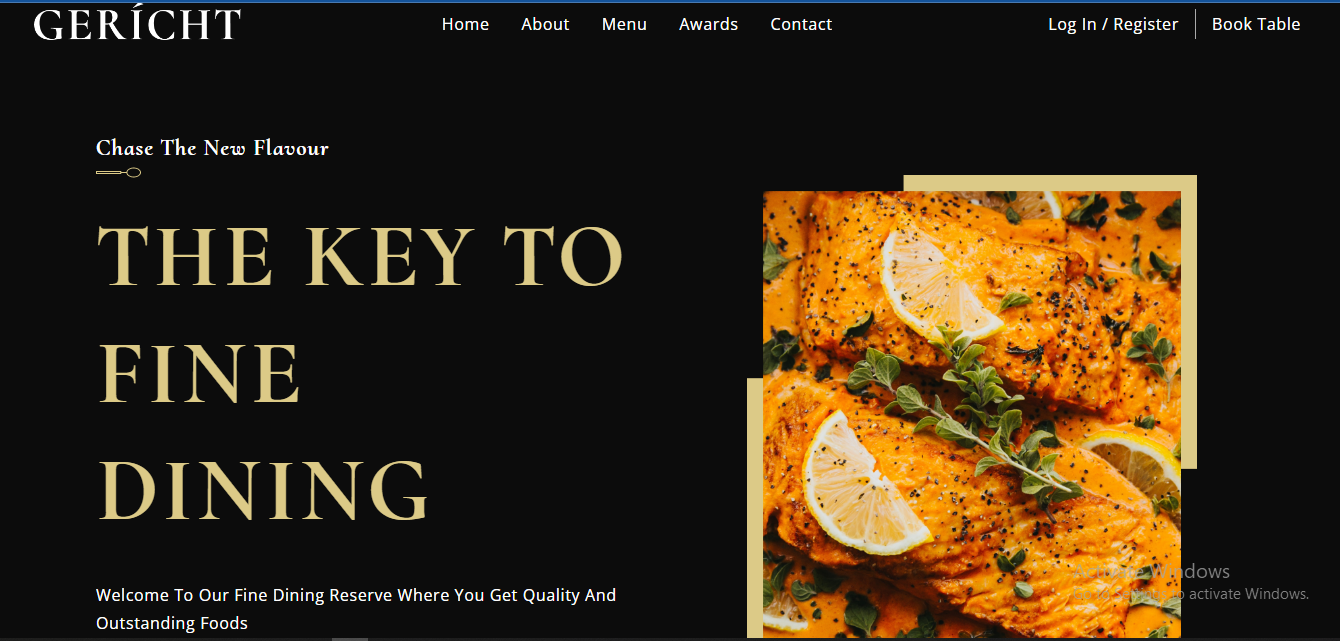 GERÍCHT
Home About Menu Awards Contact
Log In / Register Book Table
Chase The New Flavour
THE KEY TO
FINE
DINING
Welcome To Our Fine Dining Reserve Where You Get Quality And
Outstanding Foods
Activate Windows
Go to Settings to activate Windows.